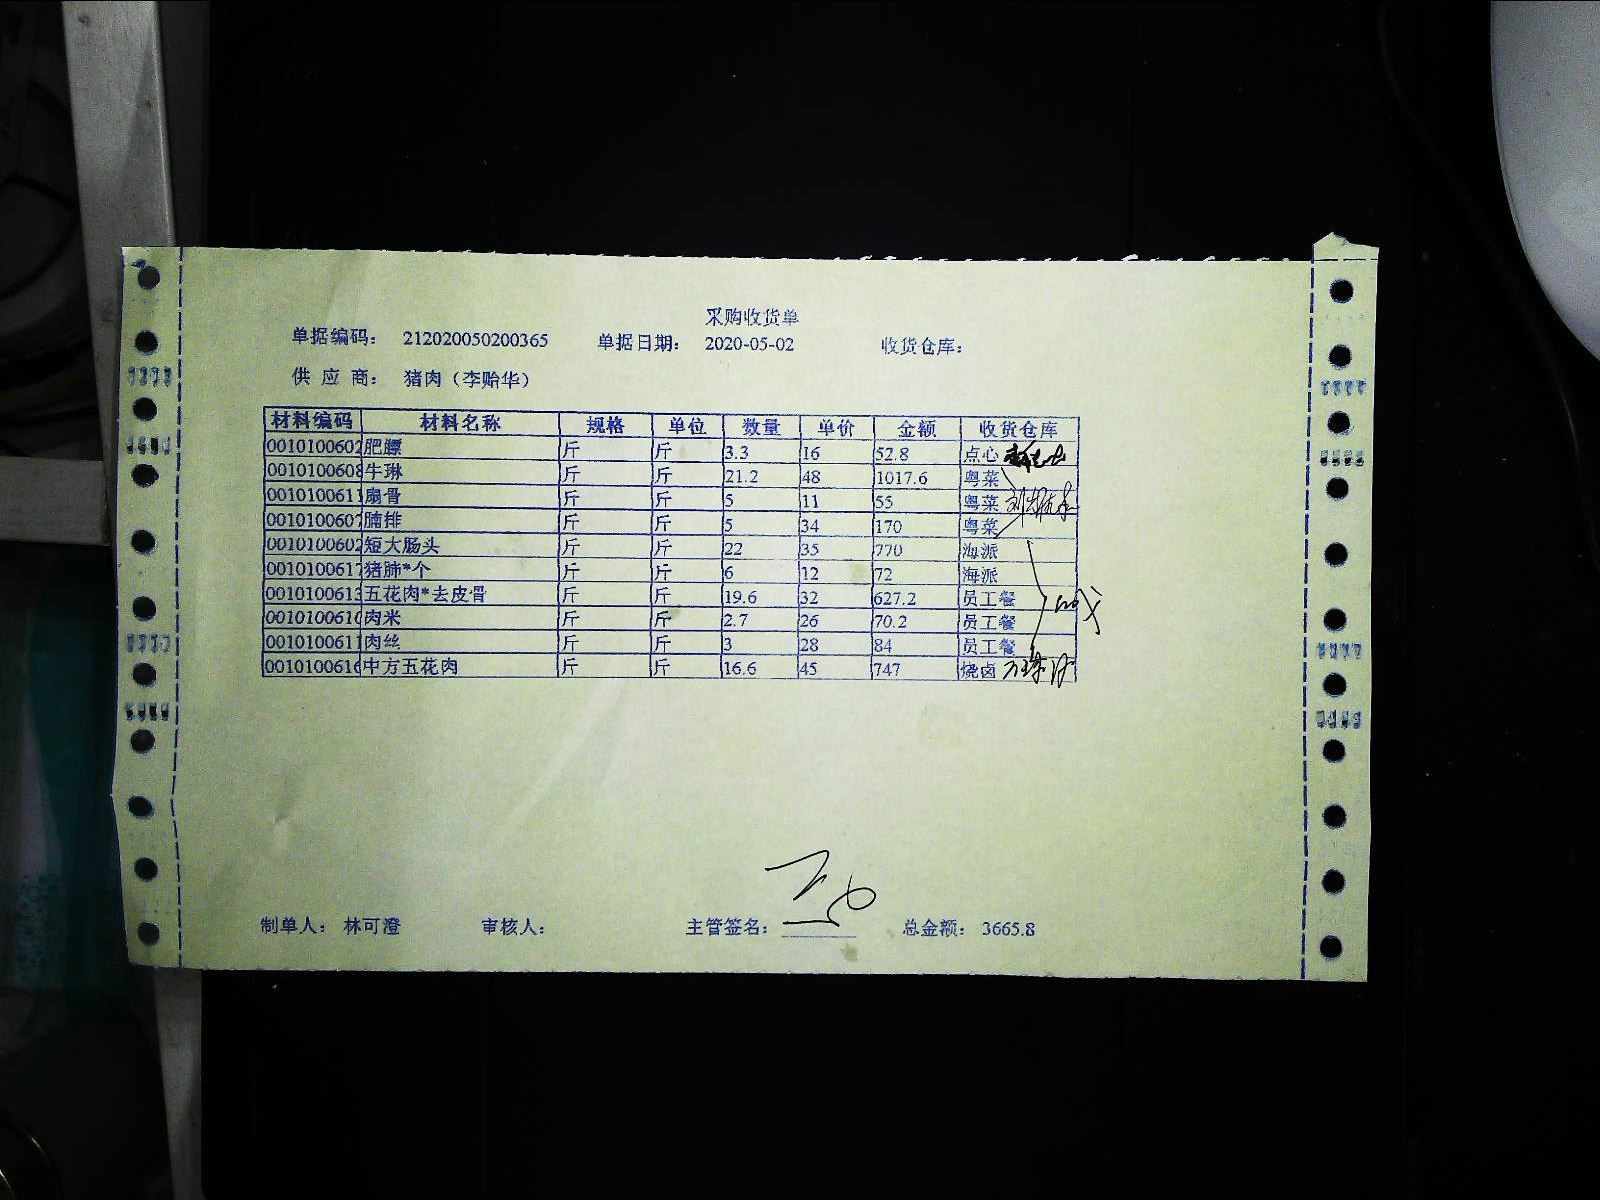 采购收货单
单据编码： 212020050200365 单据日期： 2020-05-02 收货仓库：
供 应 商： 猪肉（李贻华）
材料编码 材料名称 规格 单位 数量 单价 金额 收货仓库
0010100602 肥膘 斤 斤 3.3 16 52.8 点心
0010100608 牛琳 斤 斤 21.2 48 1017.6 粤菜
0010100611 扇骨 斤 斤 5 11 55 粤菜
0010100607 腩排 斤 斤 5 34 170 粤菜
0010100602 短大肠头 斤 斤 22 35 770 海派
0010100617 猪肺*个 斤 斤 6 12 72 海派
0010100613 五花肉*去皮骨 斤 斤 19.6 32 627.2 员工餐
001010061 肉米 斤 斤 2.7 26 70.2 员工餐
0010100611 肉丝 斤 斤 3 28 84 员工餐
0010100616 中方五花肉 斤 斤 16.6 45 747 烧卤
制单人： 林可澄 审核人： 主管签名： 总金额： 3665.8